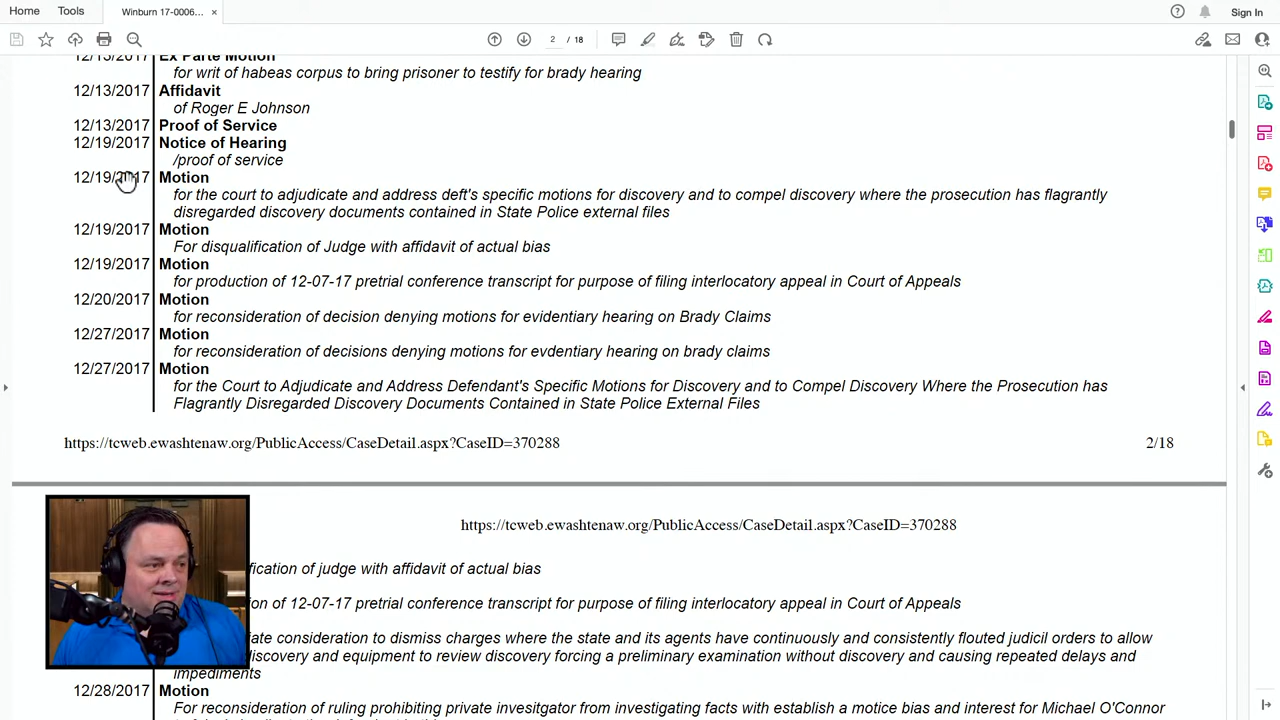 Home Tools Winburn 17-0006... × Sign In
2 / 18
12/13/2017 Ex Parte Motion
for writ of habeas corpus to bring prisoner to testify for brady hearing
12/13/2017 Affidavit
of Roger E Johnson
12/13/2017 Proof of Service
12/19/2017 Notice of Hearing
/proof of service
12/19/2017 Motion
for the court to adjudicate and address deft's specific motions for discovery and to compel discovery where the prosecution has flagrantly
disregarded discovery documents contained in State Police external files
12/19/2017 Motion
For disqualification of Judge with affidavit of actual bias
12/19/2017 Motion
for production of 12-07-17 pretrial conference transcript for purpose of filing interlocatory appeal in Court of Appeals
12/20/2017 Motion
for reconsideration of decision denying motions for evidentiary hearing on Brady Claims
12/27/2017 Motion
for reconsideration of decisions denying motions for evdentiary hearing on brady claims
12/27/2017 Motion
for the Court to Adjudicate and Address Defendant's Specific Motions for Discovery and to Compel Discovery Where the Prosecution has
Flagrantly Disregarded Discovery Documents Contained in State Police External Files
https://tcweb.ewashtenaw.org/PublicAccess/CaseDetail.aspx?CaseID=370288 2/18
https://tcweb.ewashtenaw.org/PublicAccess/CaseDetail.aspx?CaseID=370288
fication of judge with affidavit of actual bias
on of 12-07-17 pretrial conference transcript for purpose of filing interlocatory appeal in Court of Appeals
iate consideration to dismiss charges where the state and its agents have continuously and consistently flouted judicil orders to allow
iscovery and equipment to review discovery forcing a preliminary examination without discovery and causing repeated delays and
impediments
12/28/2017 Motion
For reconsideration of ruling prohibiting private invesitgator from investigating facts with establish a motice bias and interest for Michael O'Connor